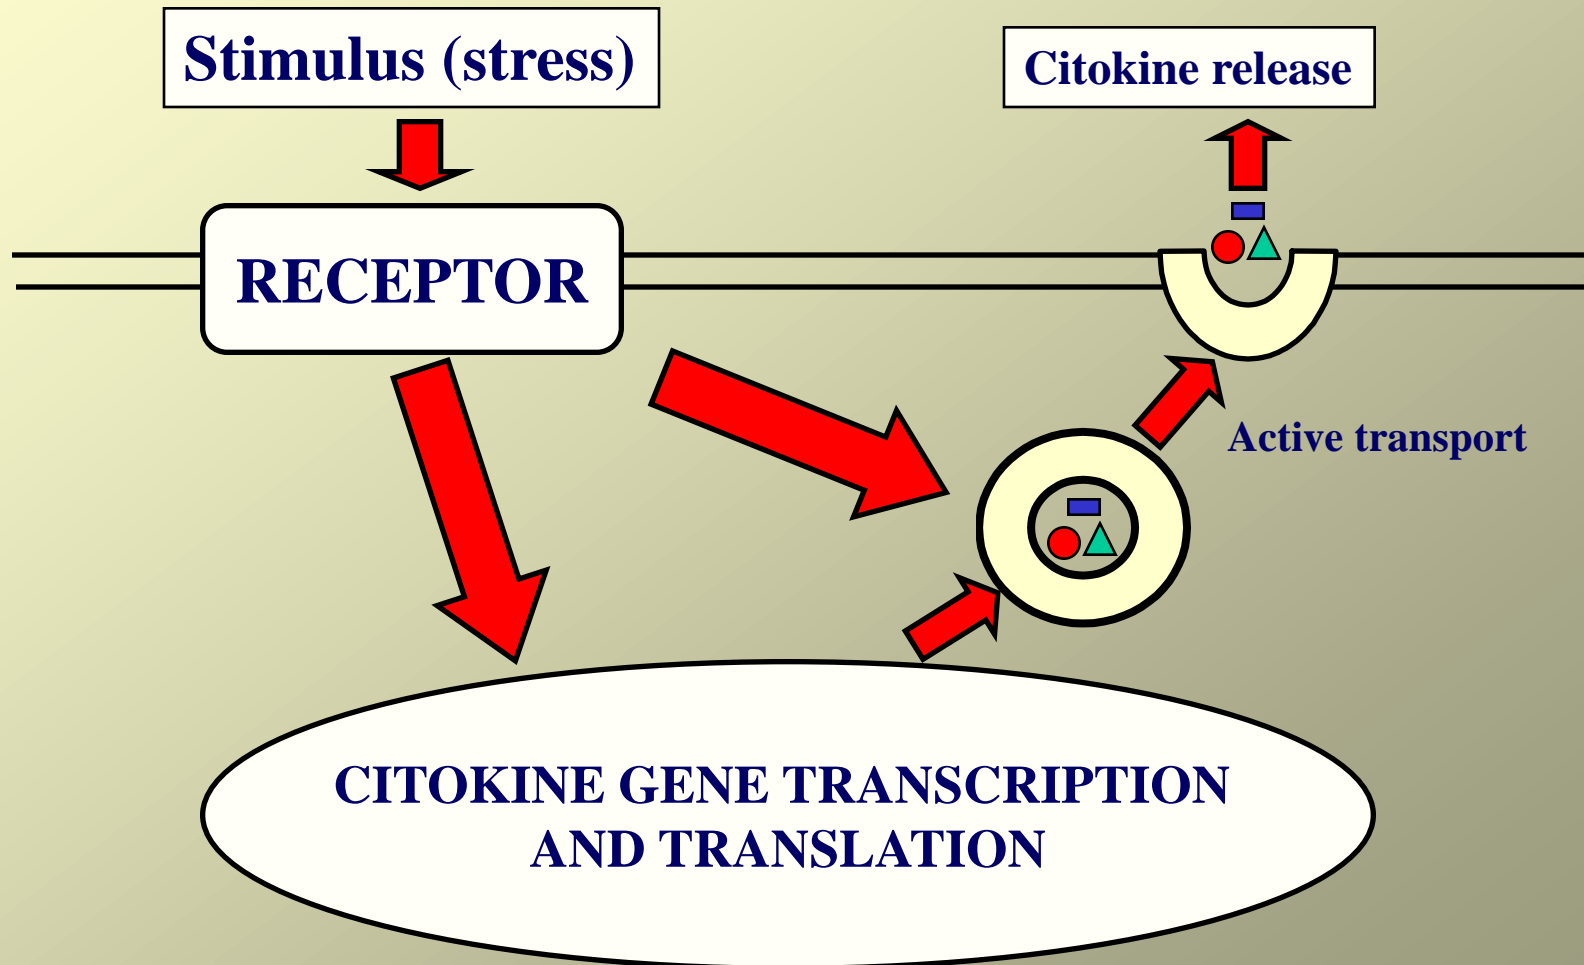 Stimulus (stress)
Citokine release
RECEPTOR
Active transport
CITOKINE GENE TRANSCRIPTION
AND TRANSLATION